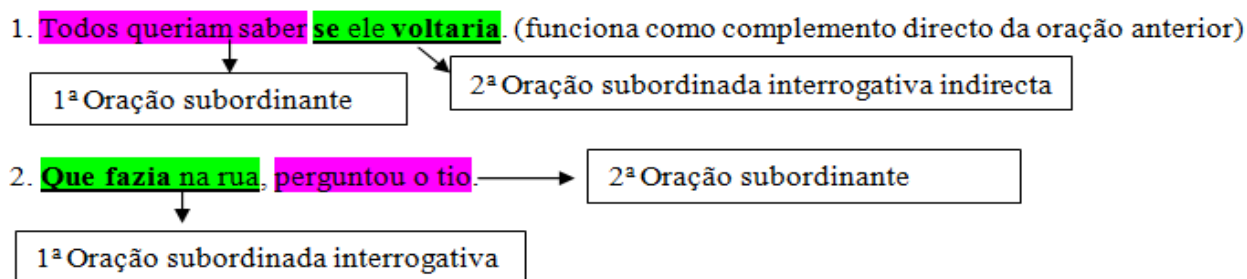 1. Todos queriam saber se ele voltaria. (funciona como complemento directo da oração anterior)
1ª Oração subordinante
2ª Oração subordinada interrogativa indirecta
2. Que fazia na rua, perguntou o tio.
2ª Oração subordinante
1ª Oração subordinada interrogativa